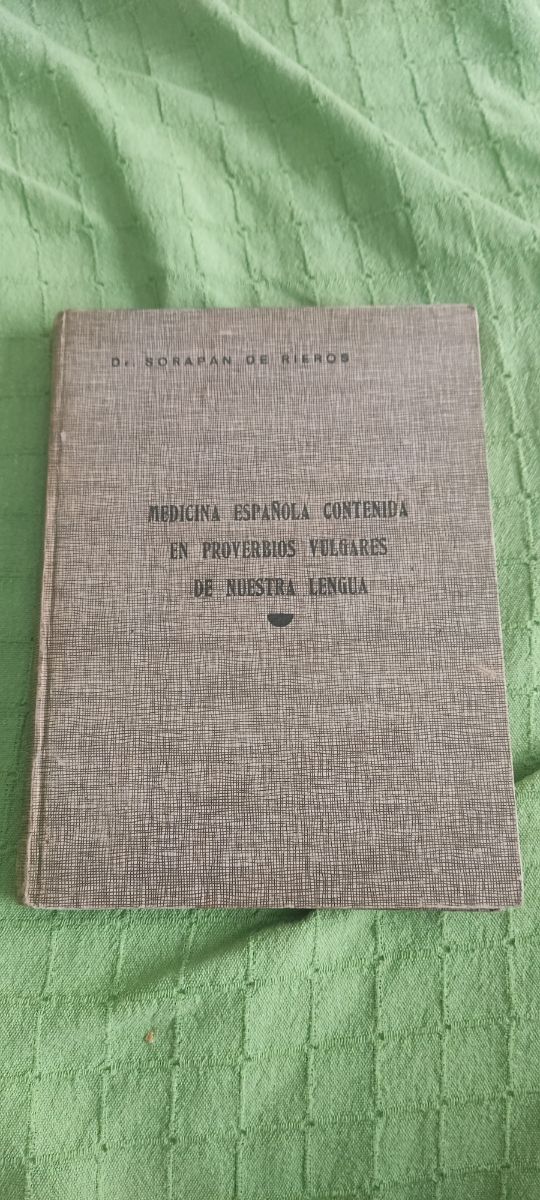 Dr. SORAPAN DE RIEROS
MEDICINA ESPAÑOLA CONTENIDA
EN PROVERBIOS VULGARES
DE NUESTRA LENGUA